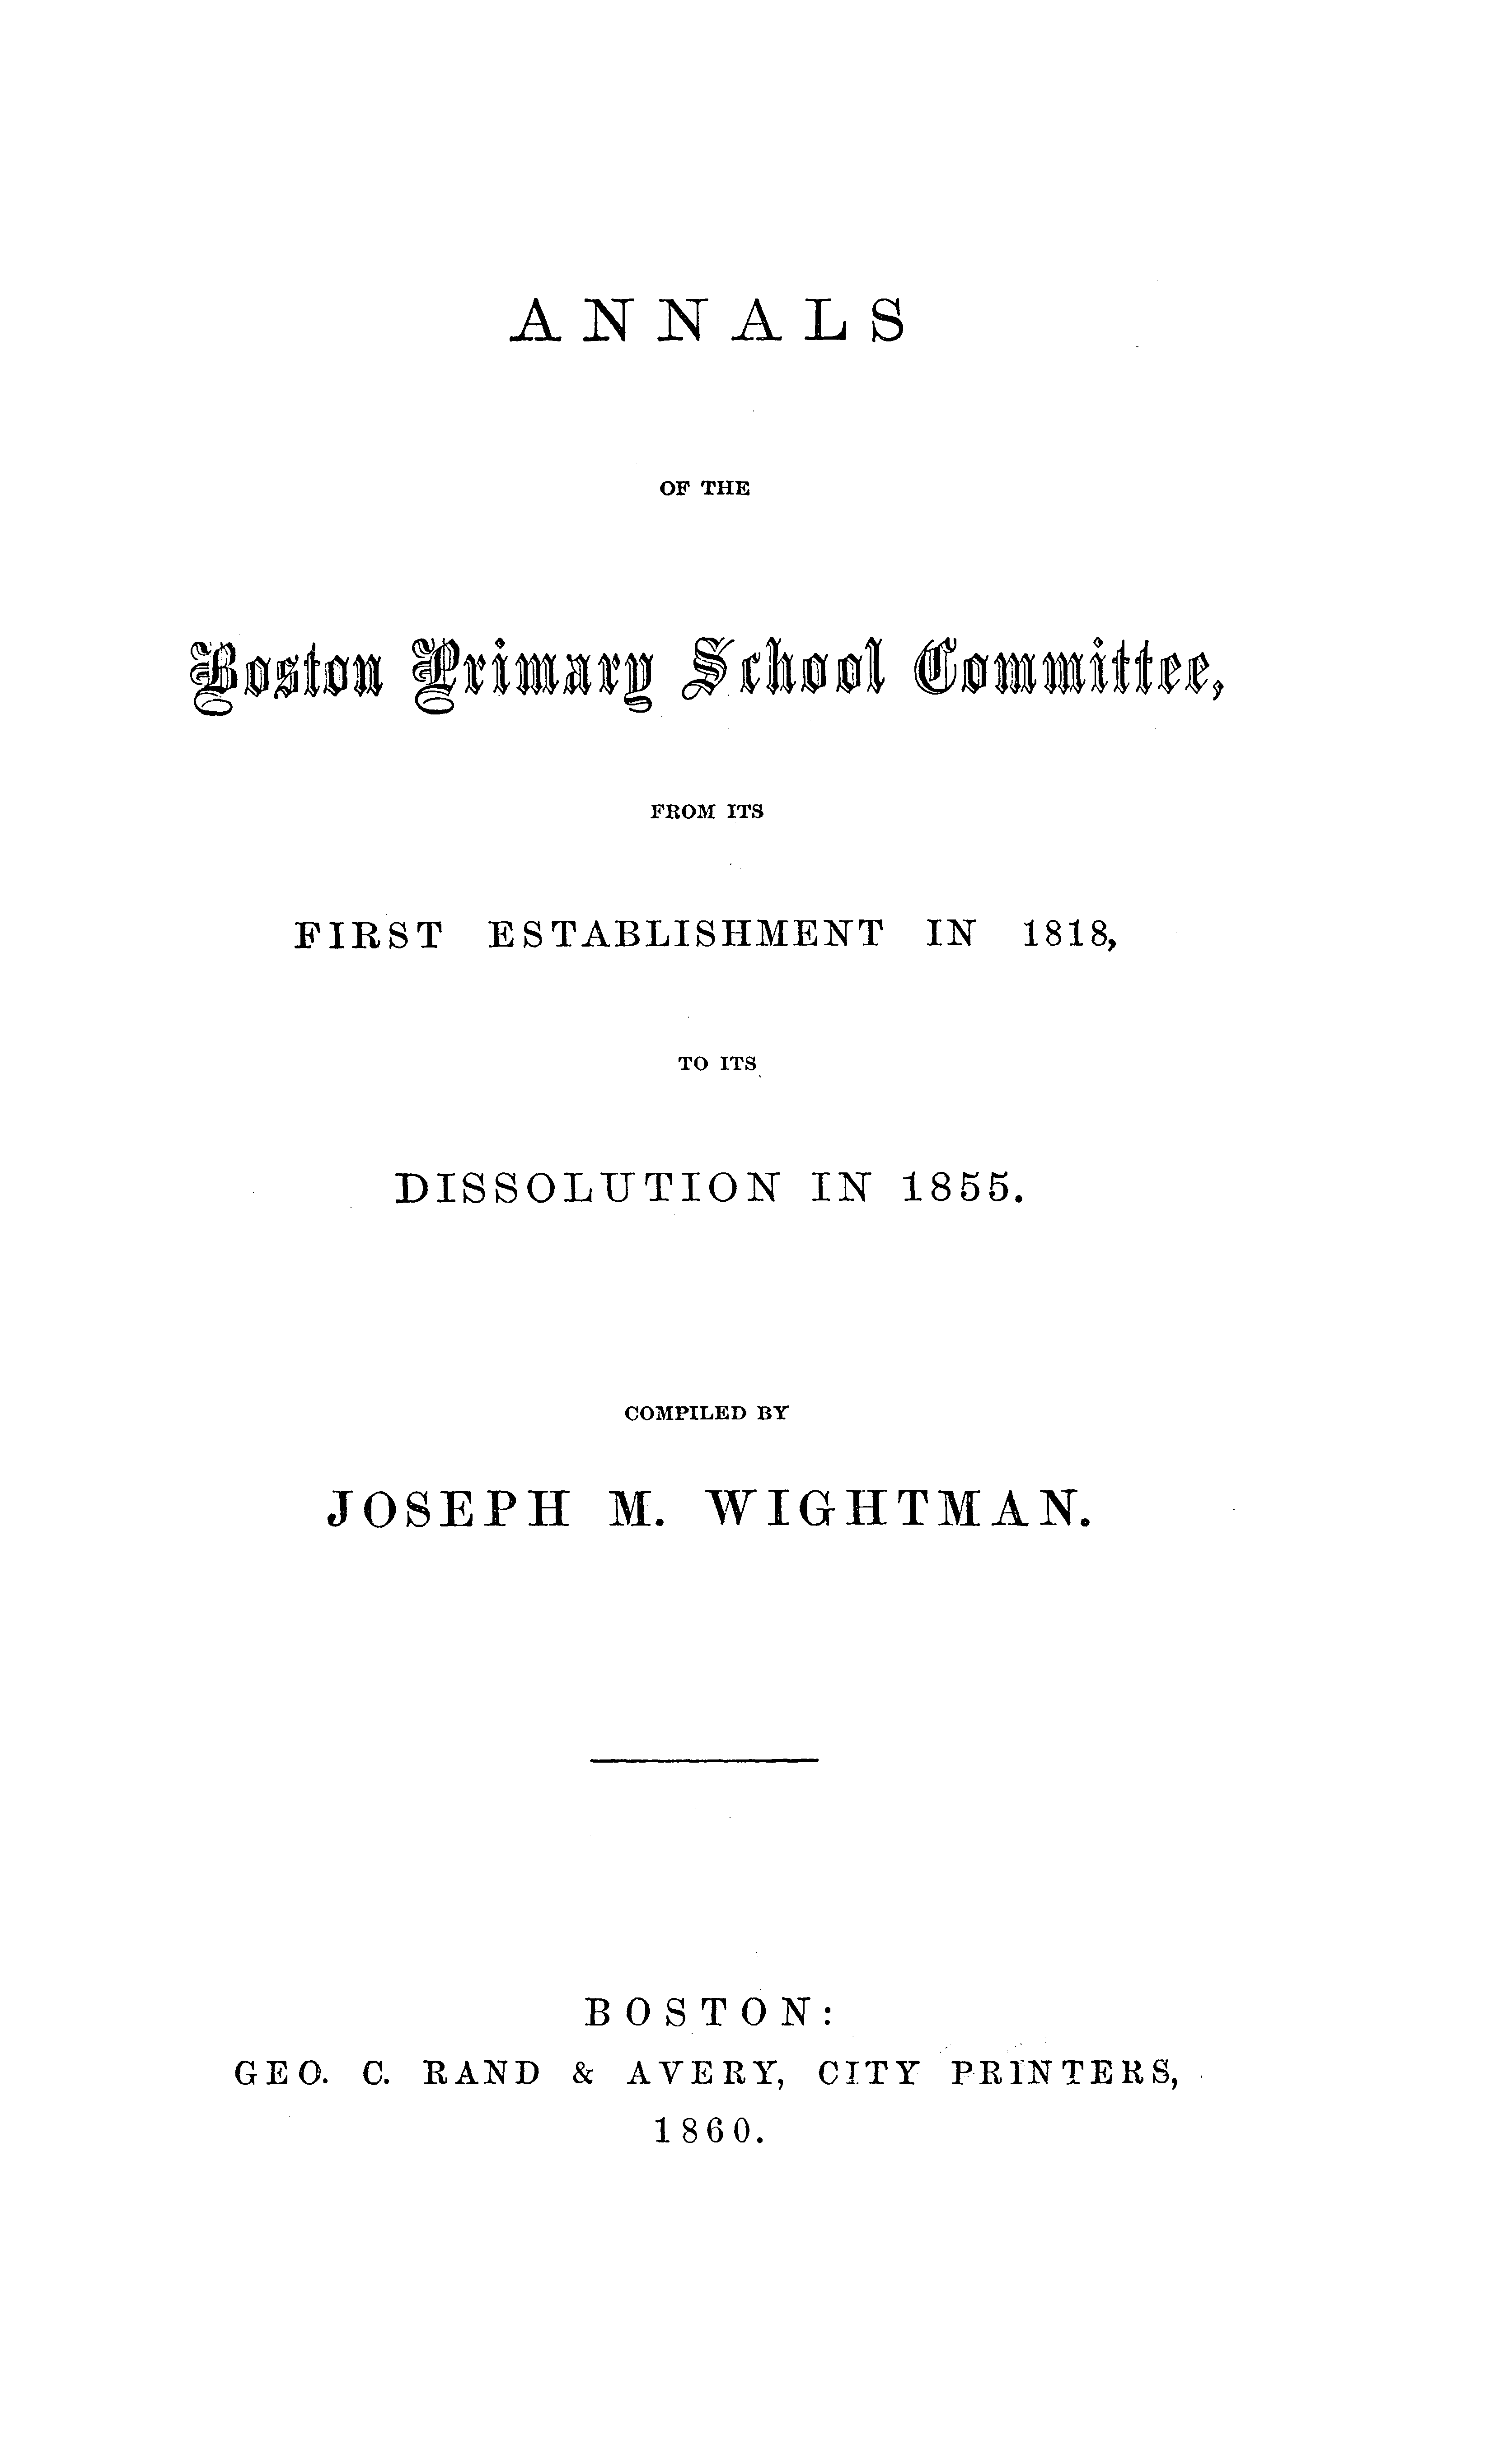 ANNALS
OF THE
Boston Primary School Committee,
FROM ITS
FIRST ESTABLISHMENT IN 1818,
TO ITS
DISSOLUTION IN 1855.
COMPILED BY
JOSEPH M. WIGHTMAN.
BOSTON:
GEO. C. RAND & AVERY, CITY PRINTERS,
1860.